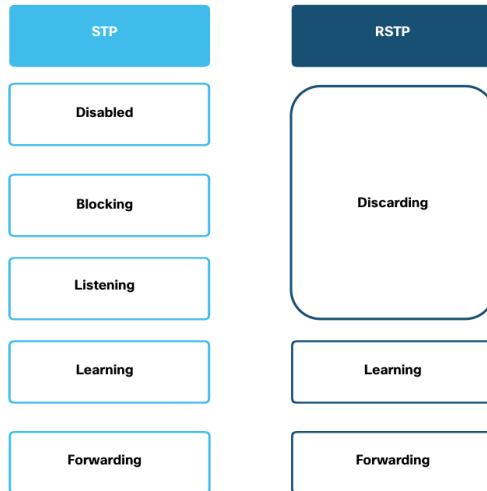 STP
RSTP
Disabled
Blocking
Discarding
Listening
Learning
Learning
Forwarding
Forwarding